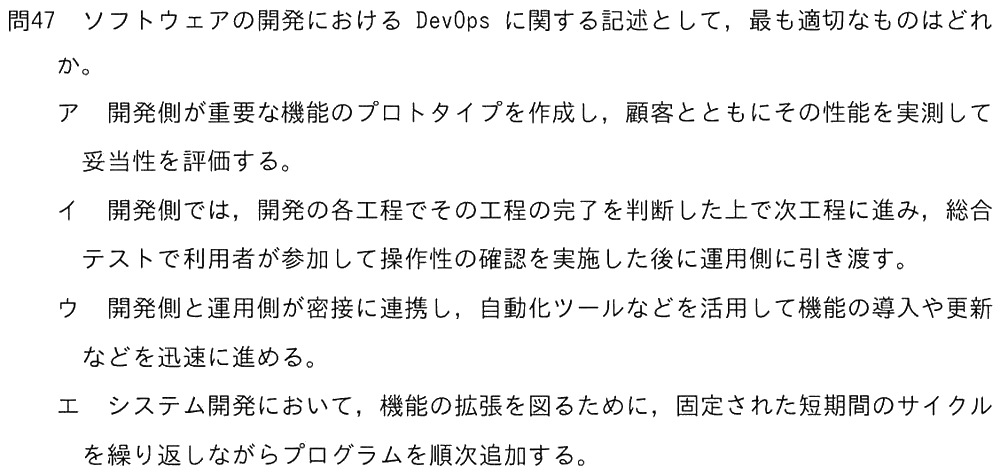 問47　ソフトウェアの開発における DevOps に関する記述として，最も適切なものはどれ
か。
ア　開発側が重要な機能のプロトタイプを作成し，顧客とともにその性能を実測して
妥当性を評価する。
イ　開発側では，開発の各工程でその工程の完了を判断した上で次工程に進み，総合
テストで利用者が参加して操作性の確認を実施した後に運用側に引き渡す。
ウ　開発側と運用側が密接に連携し，自動化ツールなどを活用して機能の導入や更新
などを迅速に進める。
エ　システム開発において，機能の拡張を図るために，固定された短期間のサイクル
を繰り返しながらプログラムを順次追加する。